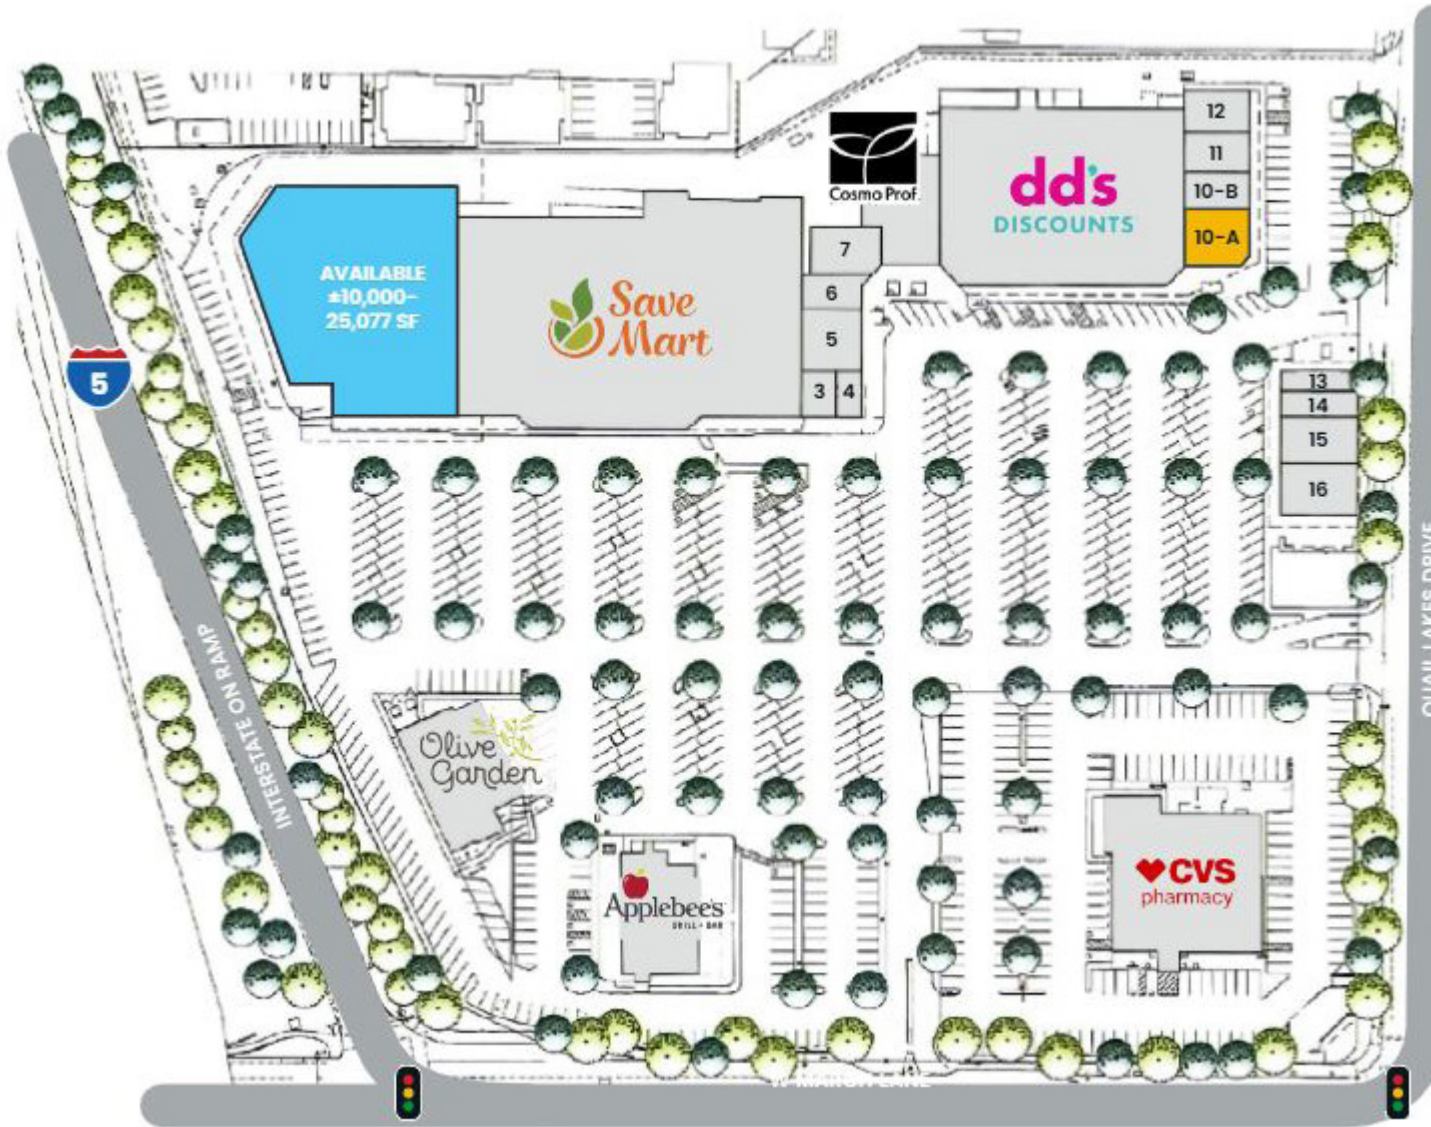 12
11
10-B
10-A
Cosmo Prof.
dd's
DISCOUNTS
7
6
5
3
4
AVAILABLE
±10,000-
25,077 SF
Save
Mart
5
13
14
15
16
QUAIL LAKES DRIVE
INTERSTATE ON RAMP
Olive
Garden
Applebee's
GRILL + BAR
CVS
pharmacy
W MARCH LANE